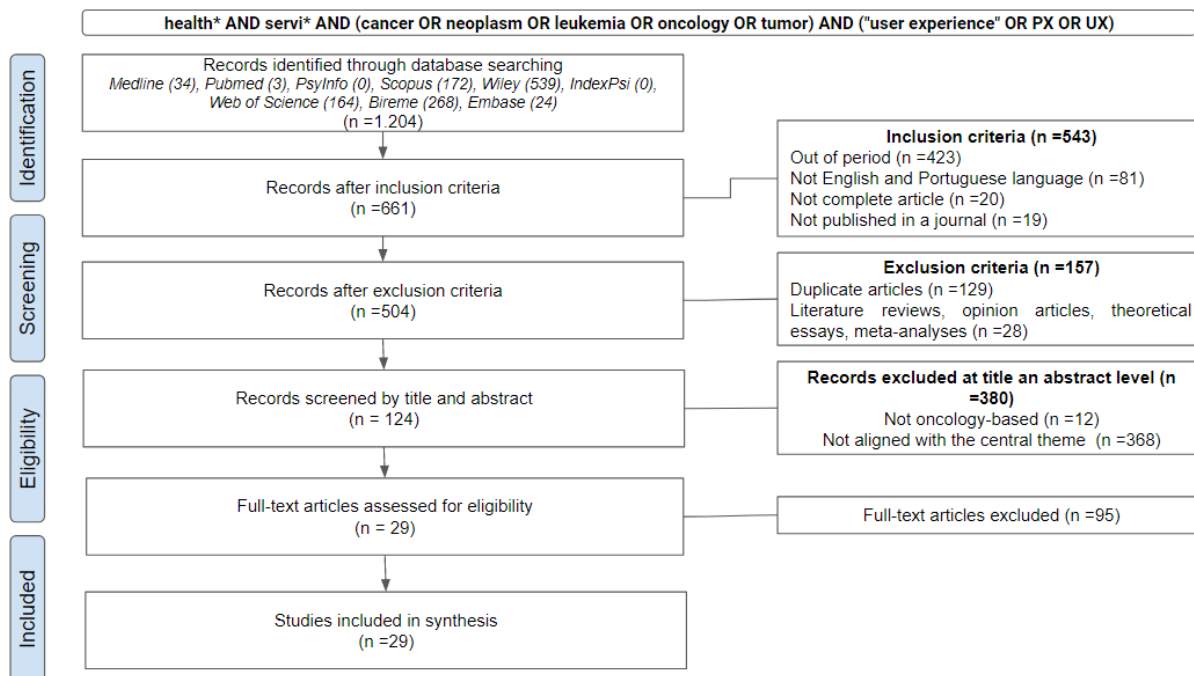 health* AND servi* AND (cancer OR neoplasm OR leukemia OR oncology OR tumor) AND ("user experience" OR PX OR UX)
Identification
Records identified through database searching
Medline (34), Pubmed (3), PsyInfo (0), Scopus (172), Wiley (539), IndexPsi (0),
Web of Science (164), Bireme (268), Embase (24)
(n =1.204)
Records after inclusion criteria
(n =661)
Inclusion criteria (n =543)
Out of period (n =423)
Not English and Portuguese language (n =81)
Not complete article (n =20)
Not published in a journal (n =19)
Screening
Records after exclusion criteria
(n =504)
Exclusion criteria (n =157)
Duplicate articles (n =129)
Literature reviews, opinion articles, theoretical
essays, meta-analyses (n =28)
Eligibility
Records screened by title and abstract
(n = 124)
Records excluded at title an abstract level (n
=380)
Not oncology-based (n =12)
Not aligned with the central theme (n =368)
Full-text articles assessed for eligibility
(n = 29)
Full-text articles excluded (n =95)
Included
Studies included in synthesis
(n =29)